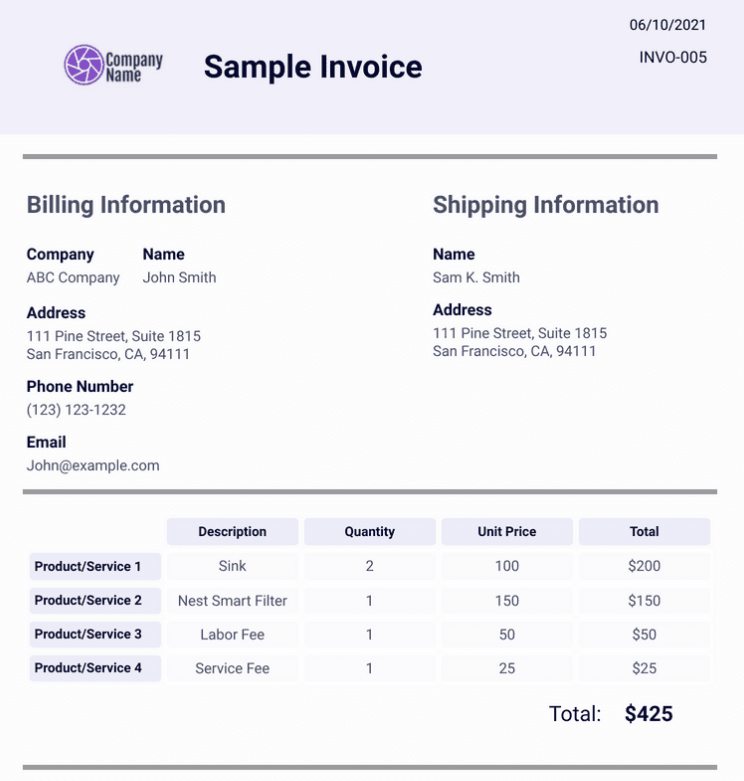 06/10/2021
Company
Name
Sample Invoice
INVO-005
Billing Information
Shipping Information
Company Name
ABC Company John Smith
Name
Sam K. Smith
Address
111 Pine Street, Suite 1815
San Francisco, CA, 94111
Address
111 Pine Street, Suite 1815
San Francisco, CA, 94111
Phone Number
(123) 123-1232
Email
John@example.com
Description Quantity Unit Price Total
Product/Service 1 Sink 2 100 $200
Product/Service 2 Nest Smart Filter 1 150 $150
Product/Service 3 Labor Fee 1 50 $50
Product/Service 4 Service Fee 1 25 $25
Total: $425